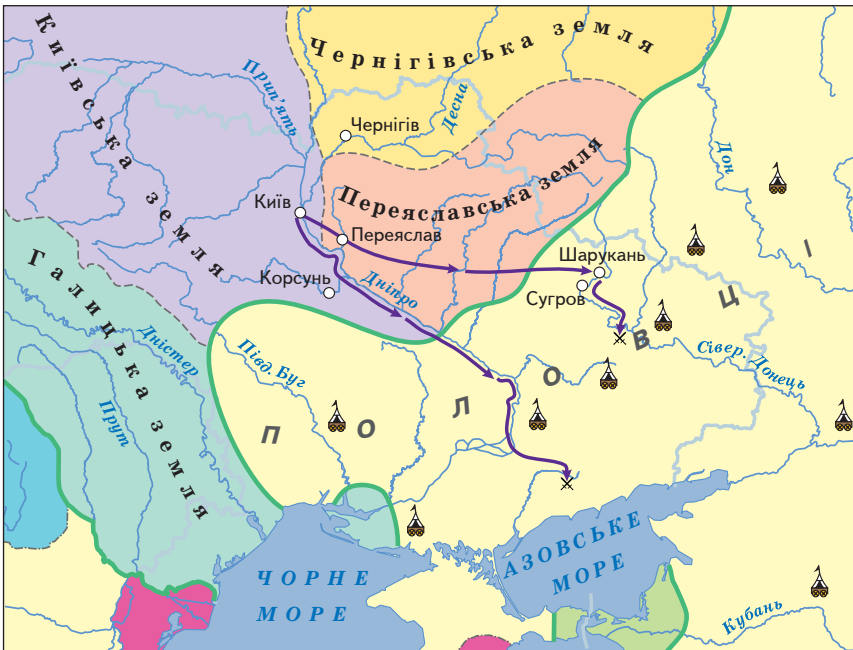 Чернігівська земля
Київська земля
Прип'ять
Десна
Чернігів
Дон
Переяславська земля
Київ
Переяслав
Шарукань
Корсунь
Дніпро
Сугров
Галицька земля
Дністер
Півд. Буг
Прут
Сівер. Донець
ПОЛОВЦІ
АЗОВСЬКЕ
МОРЕ
ЧОРНЕ
МОРЕ
Кубань